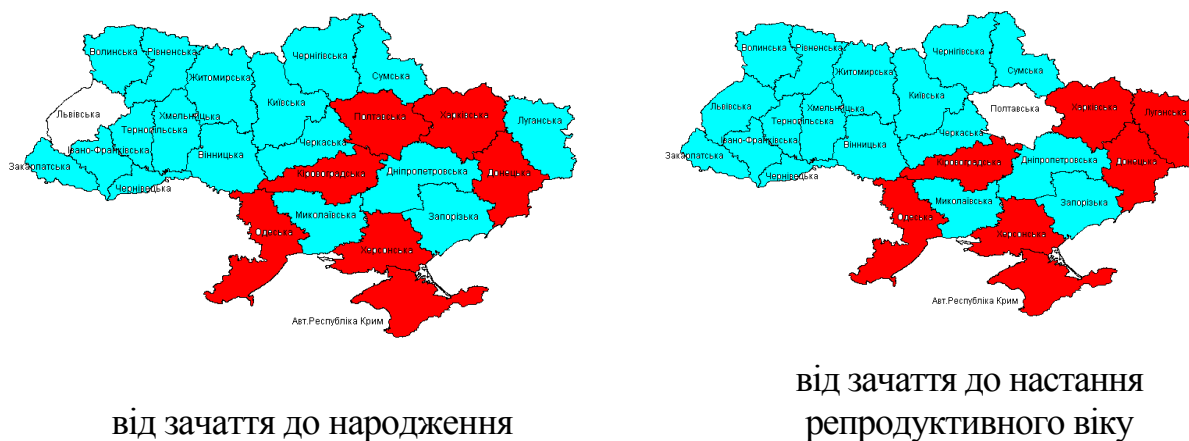 Волинська
Рівненська
Житомирська
Чернігівська
Сумська
Київська
Львівська
Тернопільська
Хмельницька
Полтавська
Харківська
Луганська
Черкаська
Івано-Франківська
Вінницька
Закарпатська
Чернівецька
Кіровоградська
Дніпропетровська
Донецька
Миколаївська
Запорізька
Одеська
Херсонська
Авт.Республіка Крим
від зачаття до народження
Волинська
Рівненська
Житомирська
Чернігівська
Сумська
Київська
Львівська
Тернопільська
Хмельницька
Полтавська
Харківська
Луганська
Черкаська
Івано-Франківська
Вінницька
Закарпатська
Чернівецька
Кіровоградська
Дніпропетровська
Донецька
Миколаївська
Запорізька
Одеська
Херсонська
Авт.Республіка Крим
від зачаття до настання
репродуктивного віку